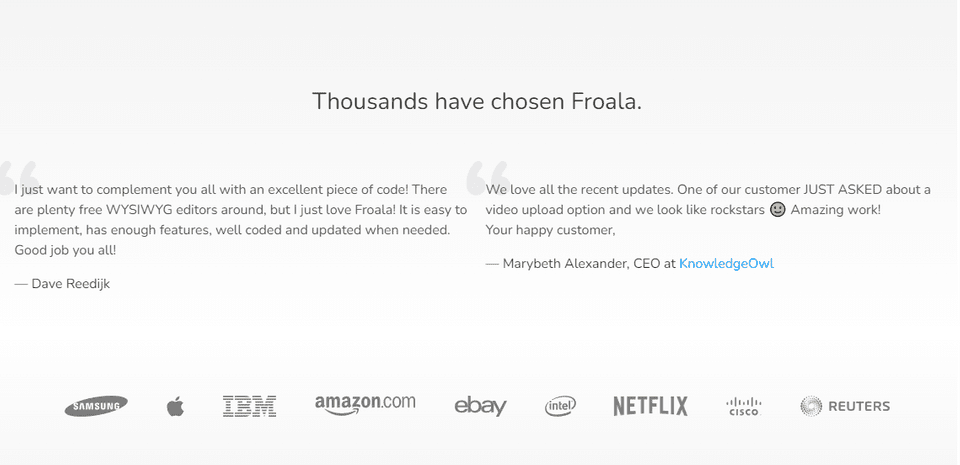 Thousands have chosen Froala.
I just want to complement you all with an excellent piece of code! There
are plenty free WYSIWYG editors around, but I just love Froala! It is easy to
implement, has enough features, well coded and updated when needed.
Good job you all!
— Dave Reedijk
We love all the recent updates. One of our customer JUST ASKED about a
video upload option and we look like rockstars 🙂 Amazing work!
Your happy customer,
— Marybeth Alexander, CEO at KnowledgeOwl
SAMSUNG IBM amazon.com ebay intel NETFLIX CISCO REUTERS